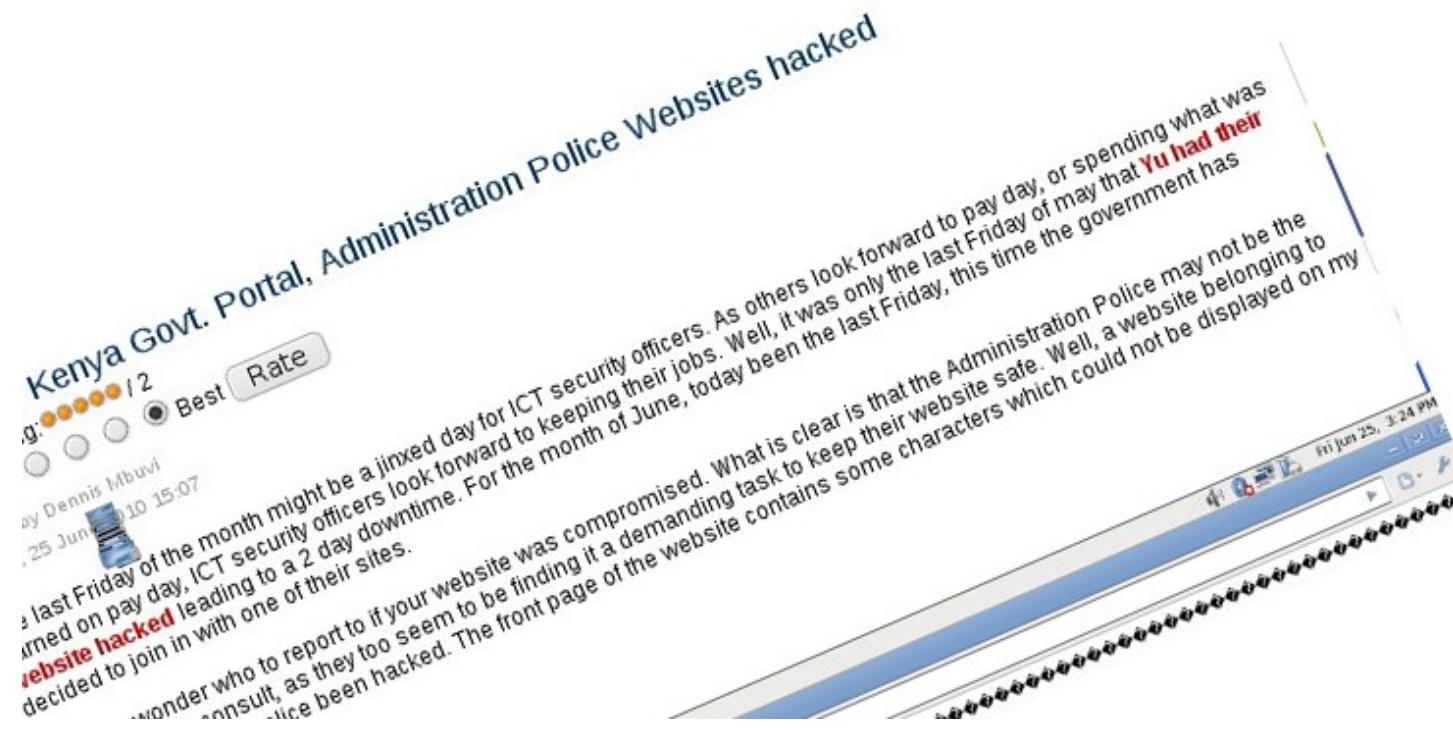 Kenya Govt. Portal, Administration Police Websites hacked
g: / 2
Best Rate
by Dennis Mbuvi
, 25 Jun 10 15:07
last Friday of the month might be a jinxed day for ICT security officers. As others look forward to pay day, or spending what was
on pay day, ICT security officers look forward to keeping their jobs. Well, it was only the last Friday of may that Yu had their
website hacked leading to a 2 day downtime. For the month of June, today been the last Friday, this time the government has
decided to join in with one of their sites.
wonder who to report to if your website was compromised. What is clear is that the Administration Police may not be the
consult, as they too seem to be finding it a demanding task to keep their website safe. Well, a website belonging to
been hacked. The front page of the website contains some characters which could not be displayed on my
Fri Jun 25, 3:24 PM